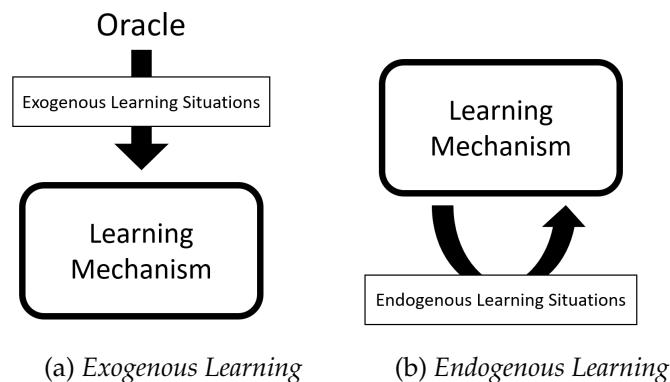 Oracle
Exogenous Learning Situations
Learning
Mechanism
(a) Exogenous Learning
Learning
Mechanism
Endogenous Learning Situations
(b) Endogenous Learning